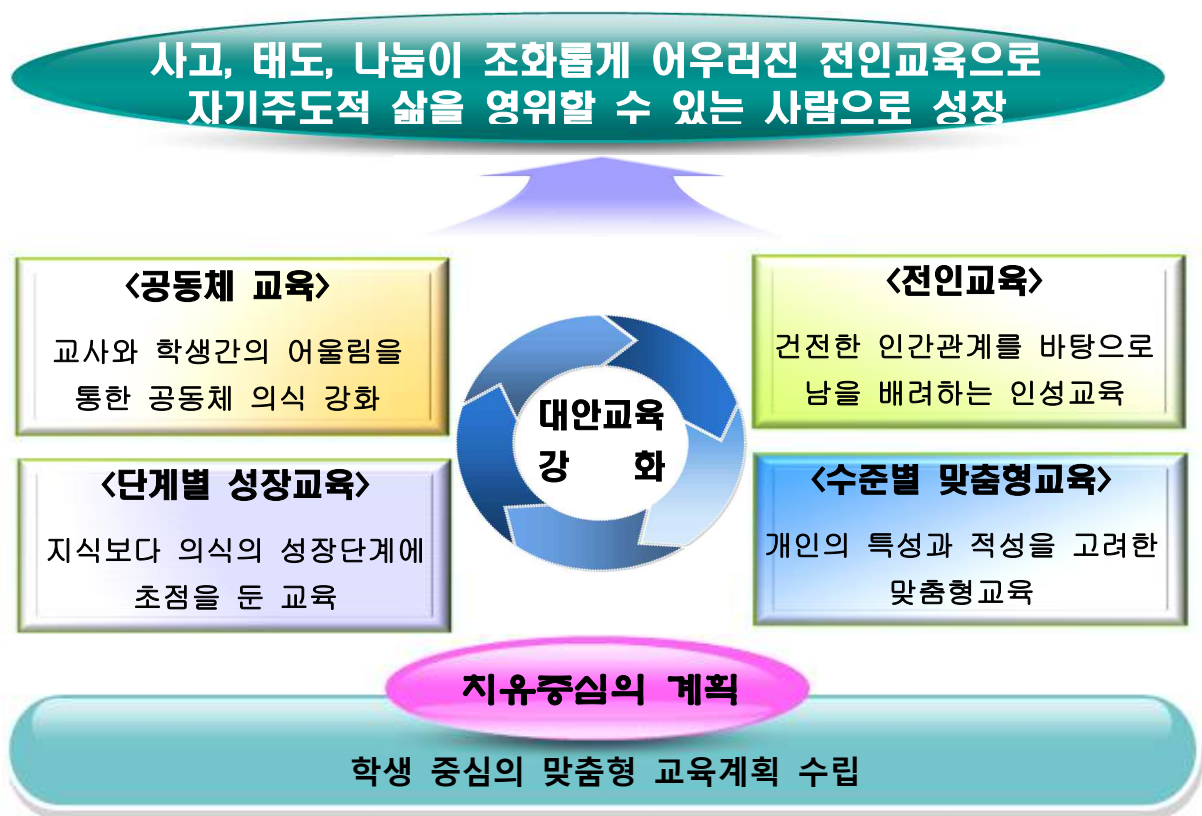 사고, 태도, 나눔이 조화롭게 어우러진 전인교육으로
자기주도적 삶을 영위할 수 있는 사람으로 성장
<공동체 교육>
교사와 학생간의 어울림을
통한 공동체 의식 강화
<전인교육>
건전한 인간관계를 바탕으로
남을 배려하는 인성교육
대안교육
강 화
<단계별 성장교육>
지식보다 의식의 성장단계에
초점을 둔 교육
<수준별 맞춤형교육>
개인의 특성과 적성을 고려한
맞춤형교육
치유중심의 계획
학생 중심의 맞춤형 교육계획 수립